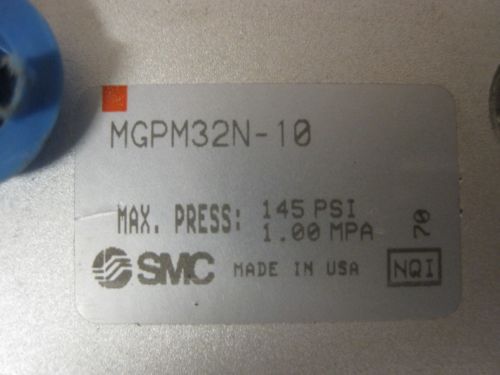 MGPM32N-10
MAX. PRESS: 145 PSI
1.00 MPA
70
SMC MADE IN USA
NQI